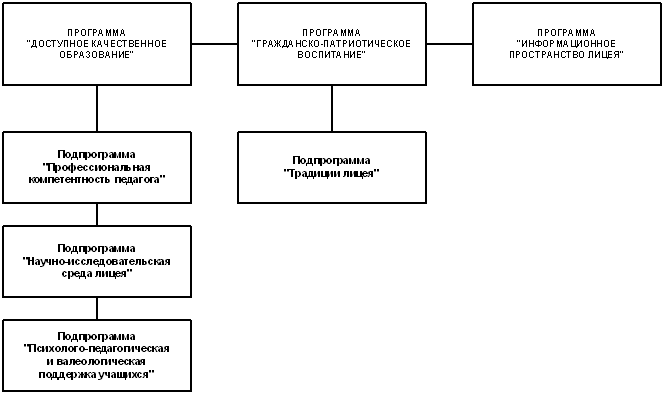 ПРОГРАММА
"ДОСТУПНОЕ КАЧЕСТВЕННОЕ
ОБРАЗОВАНИЕ"
ПРОГРАММА
"ГРАЖДАНСКО-ПАТРИОТИЧЕСКОЕ
ВОСПИТАНИЕ"
ПРОГРАММА
"ИНФОРМАЦИОННОЕ
ПРОСТРАНСТВО ЛИЦЕЯ"
Подпрограмма
"Профессиональная
компетентность педагога"
Подпрограмма
"Традиции лицея"
Подпрограмма
"Научно-исследовательская
среда лицея"
Подпрограмма
"Психолого-педагогическая
и валеологическая
поддержка учащихся"